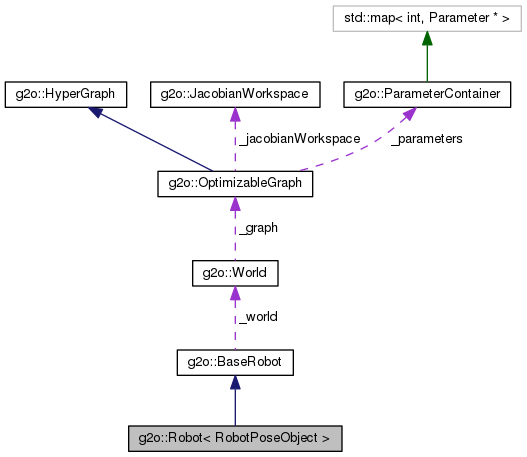 std::map< int, Parameter * >
g2o::HyperGraph
g2o::JacobianWorkspace
g2o::ParameterContainer
_jacobianWorkspace
_parameters
g2o::OptimizableGraph
_graph
g2o::World
_world
g2o::BaseRobot
g2o::Robot< RobotPoseObject >